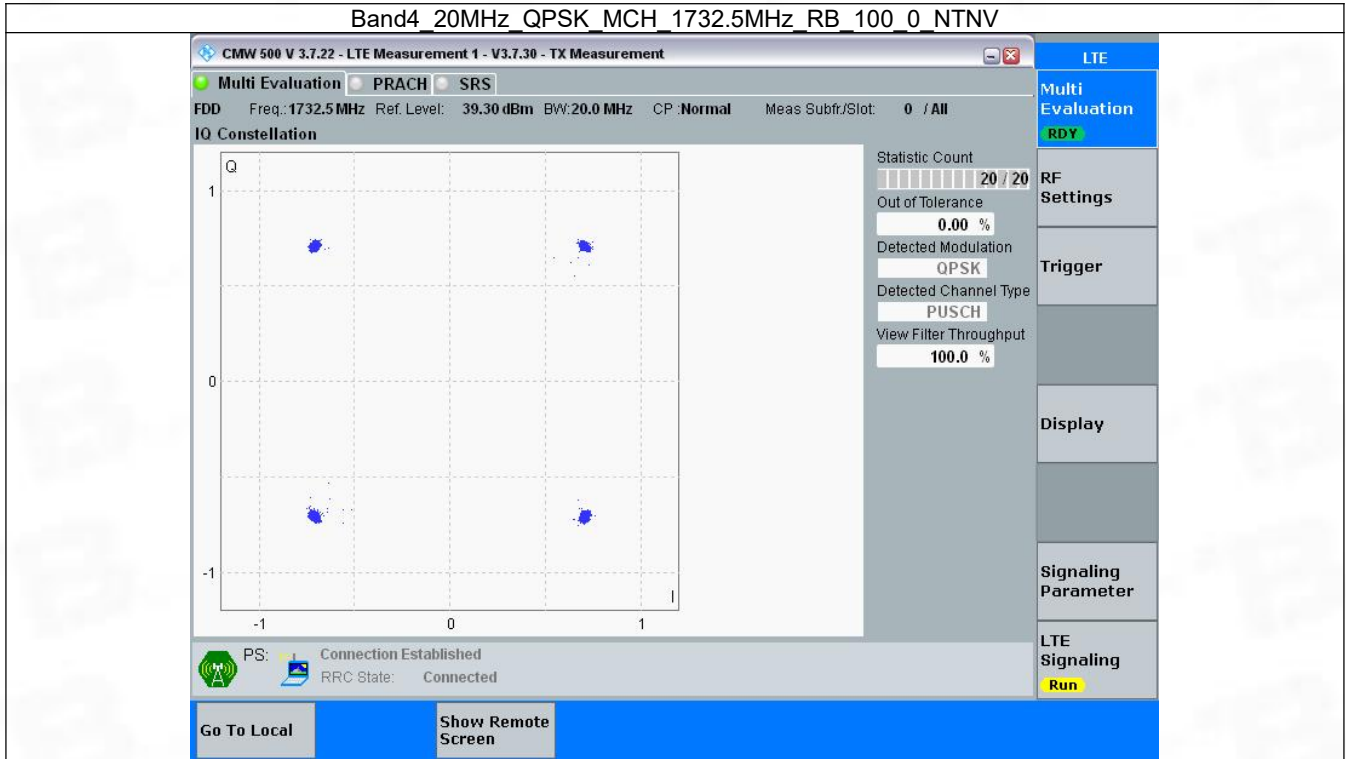 Band4_20MHz_QPSK_MCH_1732.5MHz_RB_100_0_NTNV
CMW 500 V 3.7.22 - LTE Measurement 1 - V3.7.30 - TX Measurement
LTE
Multi Evaluation PRACH SRS
Multi
Evaluation
RDY
FDD Freq.: 1732.5 MHz Ref. Level: 39.30 dBm BW: 20.0 MHz CP : Normal Meas Subfr./Slot: 0 / All
IQ Constellation
Q
1
0
-1
I
-1 0 1
Statistic Count
20 / 20
Out of Tolerance
0.00 %
Detected Modulation
QPSK
Detected Channel Type
PUSCH
View Filter Throughput
100.0 %
RF
Settings
Trigger
Display
Signaling
Parameter
LTE
Signaling
Run
PS: Connection Established
RRC State: Connected
Go To Local
Show Remote
Screen